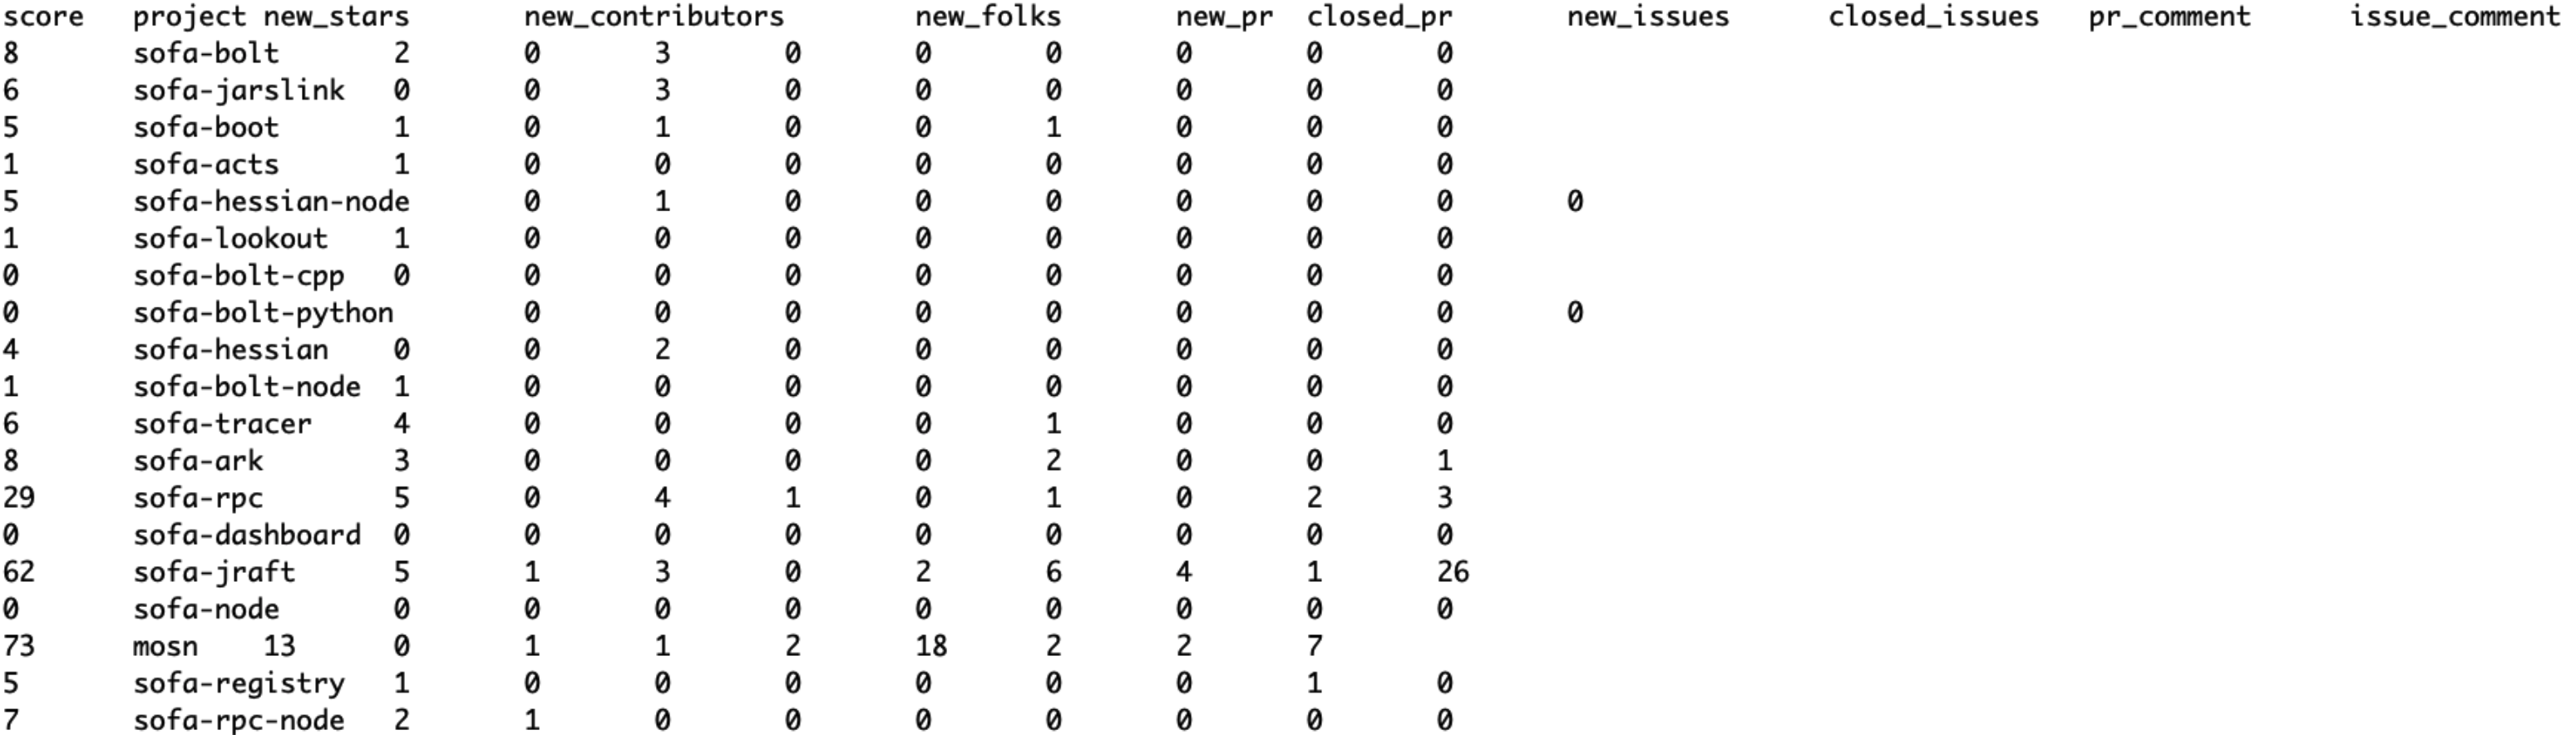 score project new_stars new_contributors new_folks new_pr closed_pr new_issues closed_issues pr_comment issue_comment
8 sofa-bolt 2 0 3 0 0 0 0 0 0
6 sofa-jarslink 0 0 3 0 0 0 0 0 0
5 sofa-boot 1 0 1 0 0 1 0 0 0
1 sofa-acts 1 0 0 0 0 0 0 0 0
5 sofa-hessian-node 0 1 0 0 0 0 0 0 0
1 sofa-lookout 1 0 0 0 0 0 0 0 0
0 sofa-bolt-cpp 0 0 0 0 0 0 0 0 0
0 sofa-bolt-python 0 0 0 0 0 0 0 0 0
4 sofa-hessian 0 0 2 0 0 0 0 0 0
1 sofa-bolt-node 1 0 0 0 0 0 0 0 0
6 sofa-tracer 4 0 0 0 0 1 0 0 0
8 sofa-ark 3 0 0 0 0 2 0 0 1
29 sofa-rpc 5 0 4 1 0 1 0 2 3
0 sofa-dashboard 0 0 0 0 0 0 0 0 0
62 sofa-jraft 5 1 3 0 2 6 4 1 26
0 sofa-node 0 0 0 0 0 0 0 0 0
73 mosn 13 0 1 1 2 18 2 2 7
5 sofa-registry 1 0 0 0 0 0 0 1 0
7 sofa-rpc-node 2 1 0 0 0 0 0 0 0